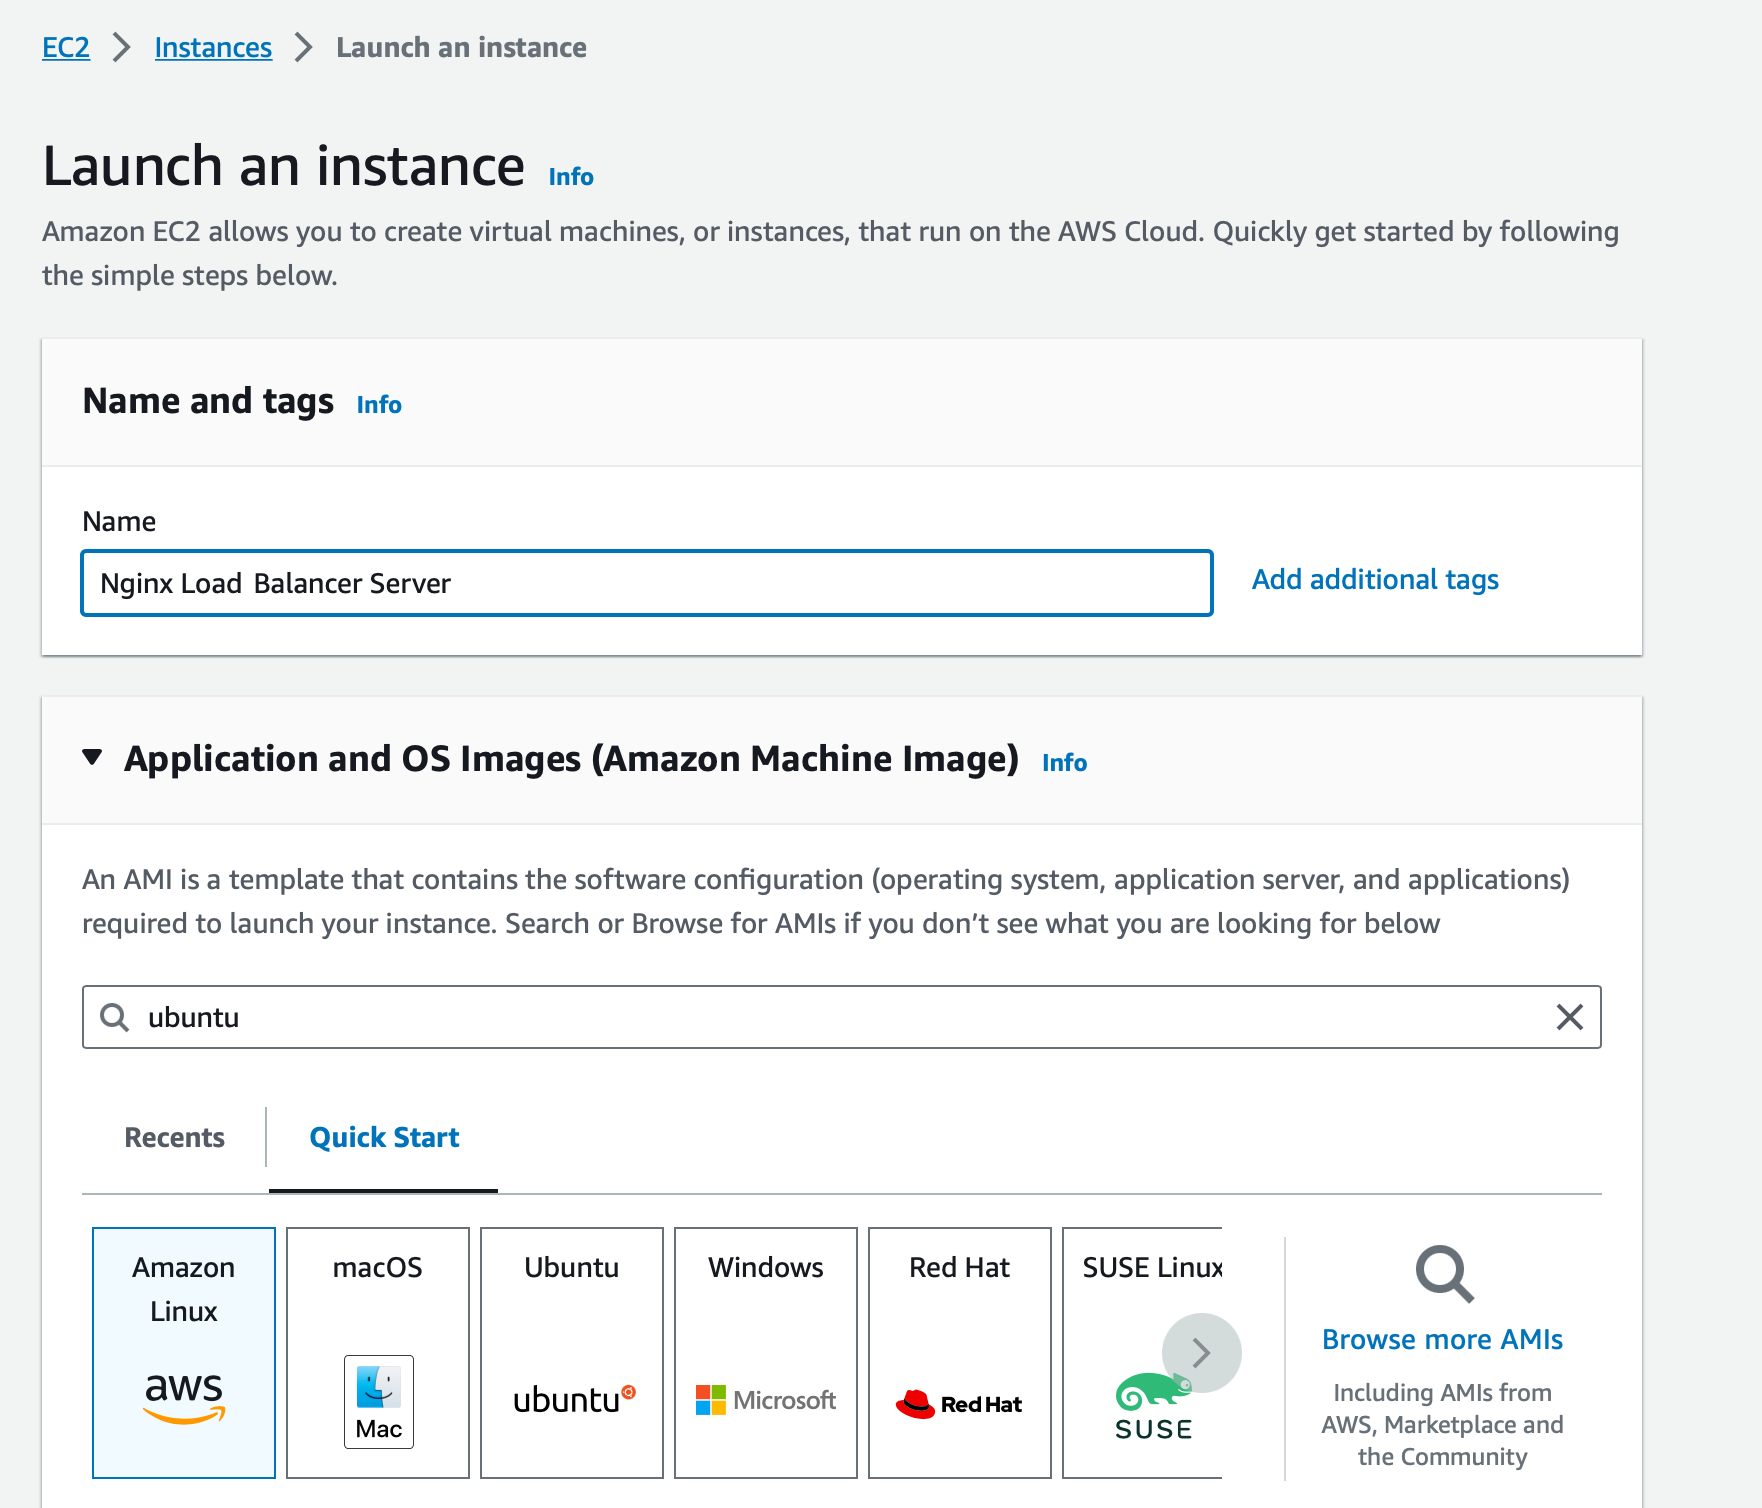 EC2 > Instances > Launch an instance
Launch an instance Info
Amazon EC2 allows you to create virtual machines, or instances, that run on the AWS Cloud. Quickly get started by following
the simple steps below.
Name and tags Info
Name
Nginx Load Balancer Server
Add additional tags
Application and OS Images (Amazon Machine Image) Info
An AMI is a template that contains the software configuration (operating system, application server, and applications)
required to launch your instance. Search or Browse for AMIs if you don’t see what you are looking for below
ubuntu
Recents
Quick Start
Amazon
Linux
aws
macOS
Mac
Ubuntu
ubuntu
Windows
Microsoft
Red Hat
Red Hat
SUSE Linux
SUSE
Browse more AMIs
Including AMIs from
AWS, Marketplace and
the Community